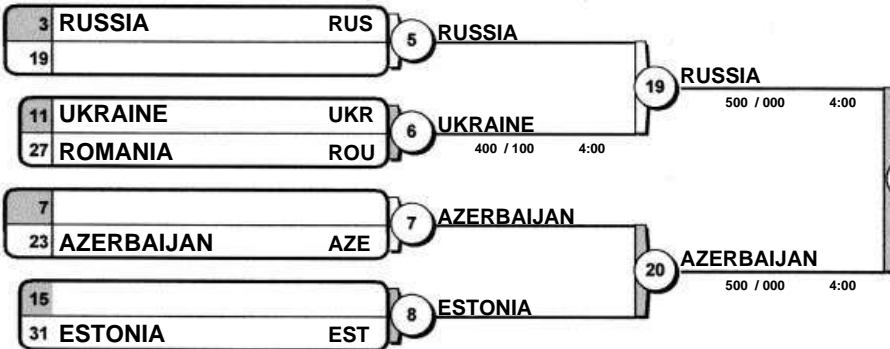 3 RUSSIA RUS
19
5 RUSSIA
11 UKRAINE UKR
27 ROMANIA ROU
6 UKRAINE
400 / 100 4:00
19 RUSSIA
500 / 000 4:00
7
23 AZERBAIJAN AZE
7 AZERBAIJAN
15
31 ESTONIA EST
8 ESTONIA
20 AZERBAIJAN
500 / 000 4:00